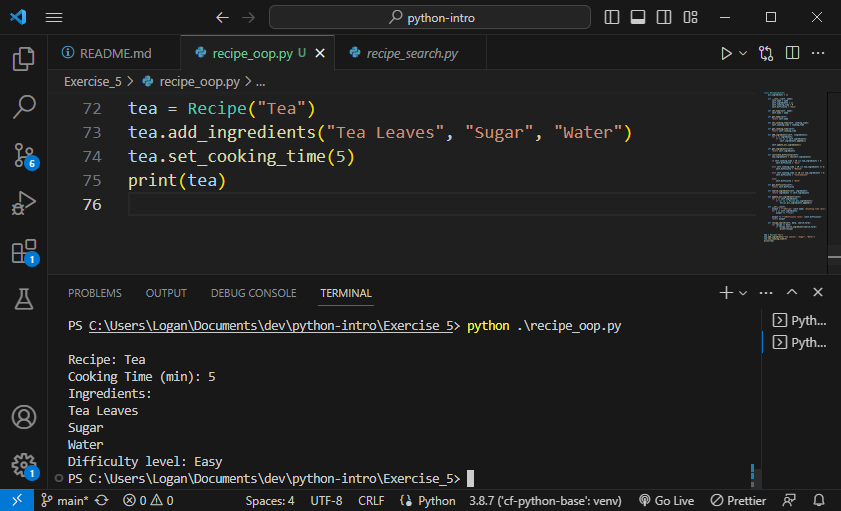 python-intro
README.md
recipe_oop.py U
recipe_search.py
Exercise_5 > recipe_oop.py > ...
72 tea = Recipe("Tea")
73 tea.add_ingredients("Tea Leaves", "Sugar", "Water")
74 tea.set_cooking_time(5)
75 print(tea)
76
PROBLEMS OUTPUT DEBUG CONSOLE TERMINAL
PS C:\Users\Logan\Documents\dev\python-intro\Exercise_5> python .\recipe_oop.py
Pyth...
Pyth...
Recipe: Tea
Cooking Time (min): 5
Ingredients:
Tea Leaves
Sugar
Water
Difficulty level: Easy
PS C:\Users\Logan\Documents\dev\python-intro\Exercise_5>
6
1
1
main* 0 0 Spaces: 4 UTF-8 CRLF Python 3.8.7 ('cf-python-base': venv) Go Live Prettier